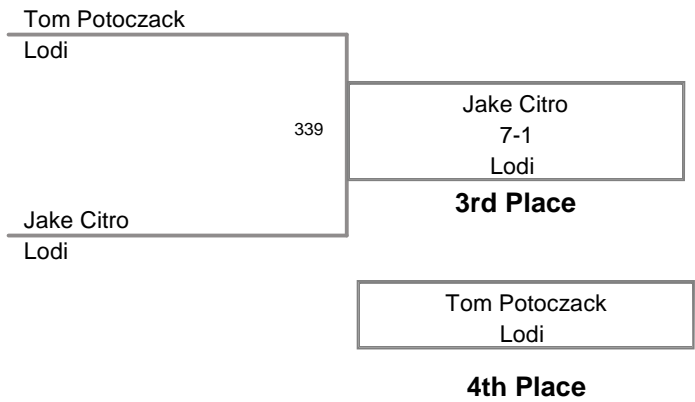 Tom Potoczack
Lodi
339
Jake Citro
7-1
Lodi
3rd Place
Jake Citro
Lodi
Tom Potoczack
Lodi
4th Place